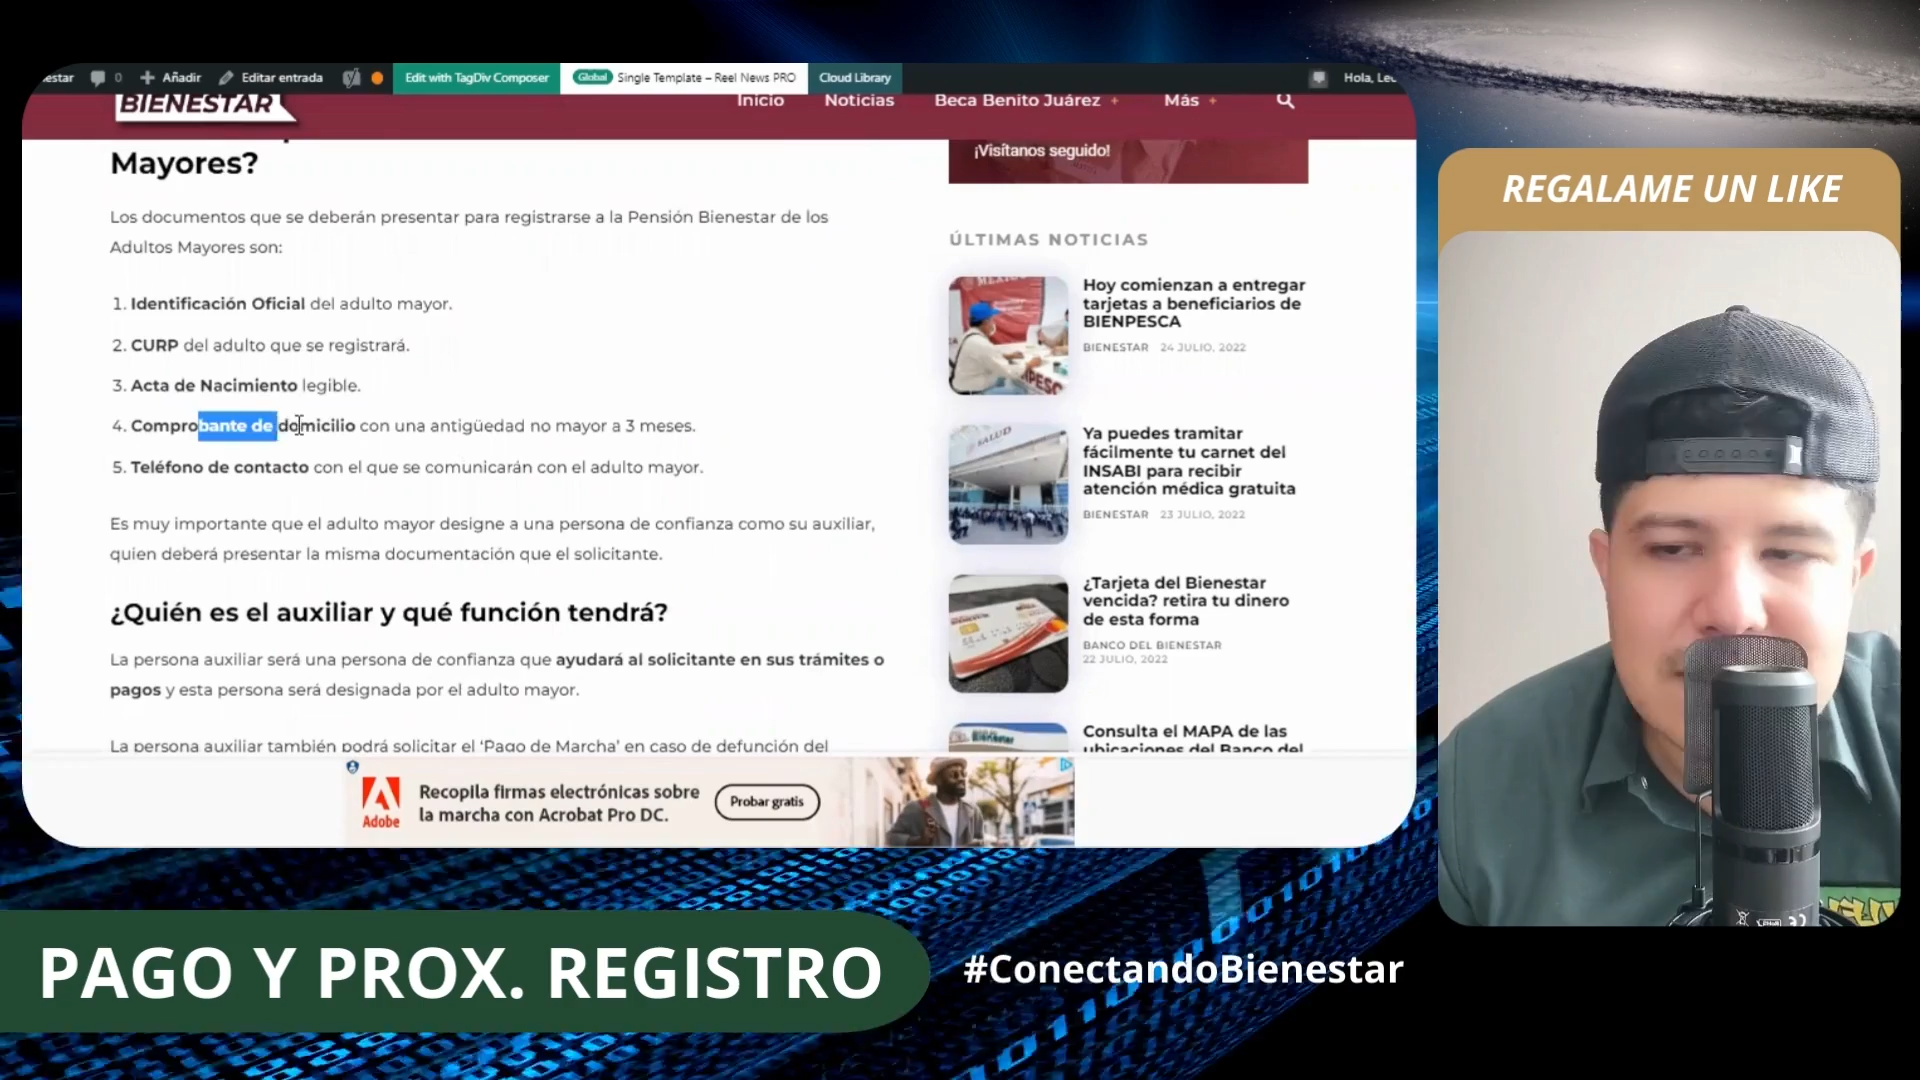 estar 0 Añadir Editar entrada Edit with TagDiv Composer Global Single Template – Reel News PRO Cloud Library Hola, Leo
BIENESTAR Inicio Noticias Beca Benito Juárez + Más +
Mayores?
Los documentos que se deberán presentar para registrarse a la Pensión Bienestar de los
Adultos Mayores son:
1. Identificación Oficial del adulto mayor.
2. CURP del adulto que se registrará.
3. Acta de Nacimiento legible.
4. Comprobante de domicilio con una antigüedad no mayor a 3 meses.
5. Teléfono de contacto con el que se comunicarán con el adulto mayor.
Es muy importante que el adulto mayor designe a una persona de confianza como su auxiliar,
quien deberá presentar la misma documentación que el solicitante.
¿Quién es el auxiliar y qué función tendrá?
La persona auxiliar será una persona de confianza que ayudará al solicitante en sus trámites o
pagos y esta persona será designada por el adulto mayor.
La persona auxiliar también podrá solicitar el ‘Pago de Marcha’ en caso de defunción del
¡Visítanos seguido!
ÚLTIMAS NOTICIAS
Hoy comienzan a entregar
tarjetas a beneficiarios de
BIENPESCA
BIENESTAR 24 JULIO, 2022
SALUD
Ya puedes tramitar
fácilmente tu carnet del
INSABI para recibir
atención médica gratuita
BIENESTAR 23 JULIO, 2022
¿Tarjeta del Bienestar
vencida? retira tu dinero
de esta forma
BANCO DEL BIENESTAR
22 JULIO, 2022
Consulta el MAPA de las
ubicaciones del Banco del
Adobe
Recopila firmas electrónicas sobre
la marcha con Acrobat Pro DC.
Probar gratis
REGALAME UN LIKE
PAGO Y PROX. REGISTRO
#ConectandoBienestar